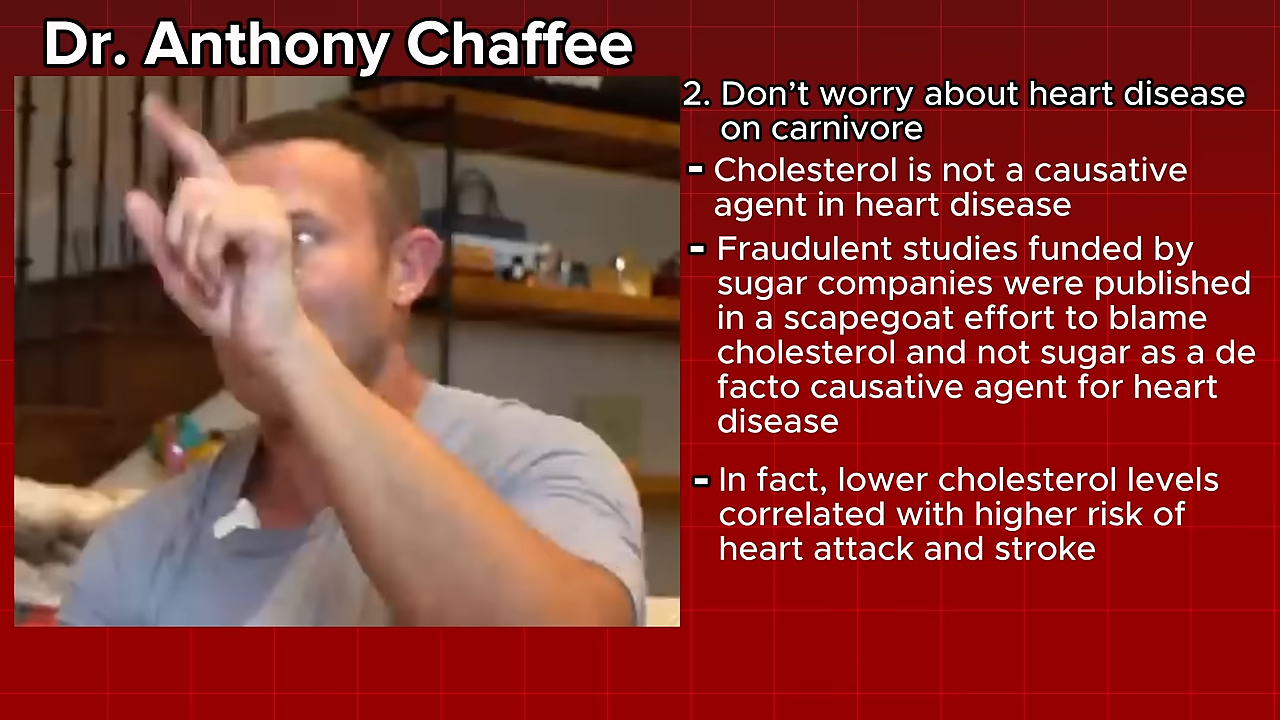 Dr. Anthony Chaffee
2. Don't worry about heart disease
on carnivore
- Cholesterol is not a causative
agent in heart disease
- Fraudulent studies funded by
sugar companies were published
in a scapegoat effort to blame
cholesterol and not sugar as a de
facto causative agent for heart
disease
- In fact, lower cholesterol levels
correlated with higher risk of
heart attack and stroke